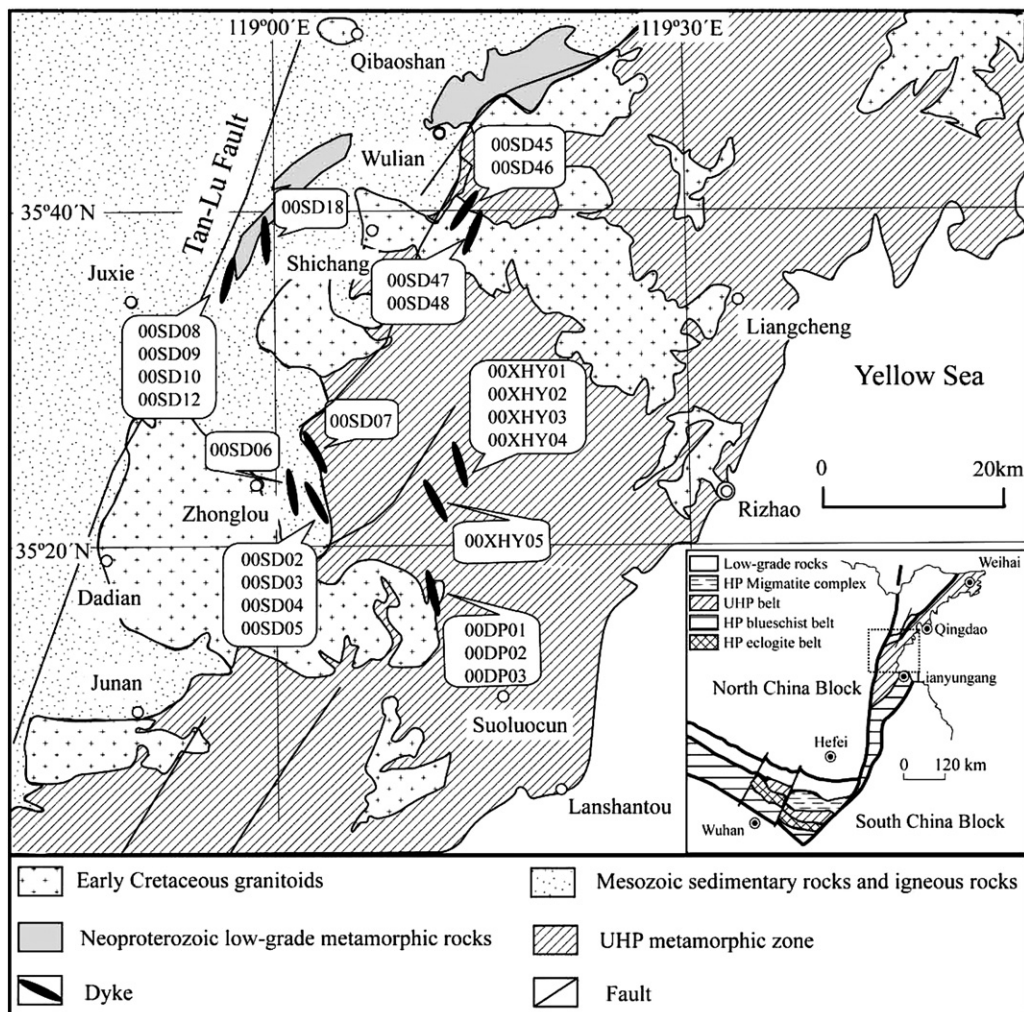 119°00´E
119°30´E
Qibaoshan
Tan-Lu Fault
Wulian
00SD45
00SD46
35°40´N
00SD18
Juxie
Shichang
00SD47
00SD48
Liangcheng
00SD08
00SD09
00SD10
00SD12
00XHY01
00XHY02
00XHY03
00XHY04
Yellow Sea
00SD07
00SD06
0 20km
Zhonglou
Rizhao
00XHY05
35°20´N
00SD02
00SD03
00SD04
00SD05
Dadian
00DP01
00DP02
00DP03
Junan
Suoluocun
Lanshantou
Low-grade rocks
HP Migmatite complex
UHP belt
HP blueschist belt
HP eclogite belt
Weihai
Qingdao
North China Block
Lianyungang
Hefei
0 120 km
Wuhan
South China Block
Early Cretaceous granitoids
Mesozoic sedimentary rocks and igneous rocks
Neoproterozoic low-grade metamorphic rocks
UHP metamorphic zone
Dyke
Fault